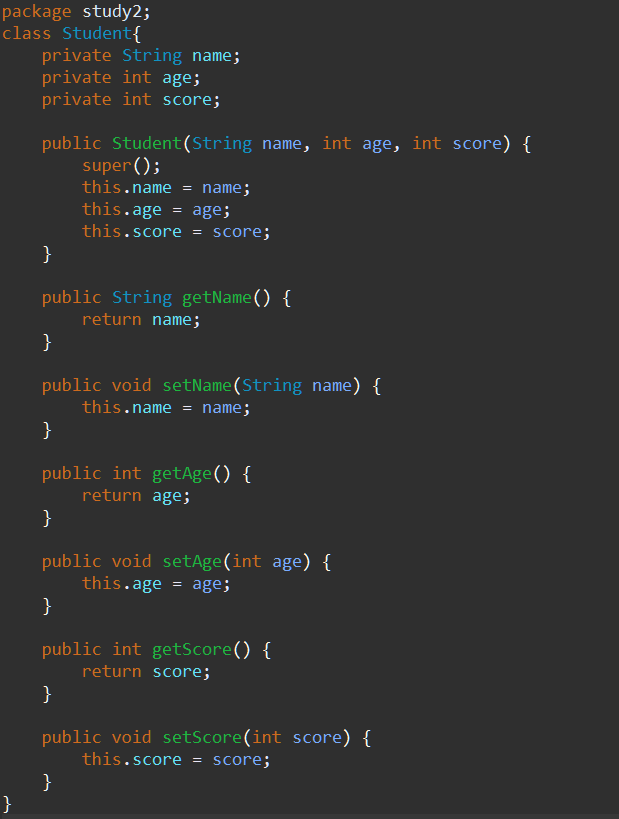 package study2;
class Student{
    private String name;
    private int age;
    private int score;

    public Student(String name, int age, int score) {
        super();
        this.name = name;
        this.age = age;
        this.score = score;
    }

    public String getName() {
        return name;
    }

    public void setName(String name) {
        this.name = name;
    }

    public int getAge() {
        return age;
    }

    public void setAge(int age) {
        this.age = age;
    }

    public int getScore() {
        return score;
    }

    public void setScore(int score) {
        this.score = score;
    }
}